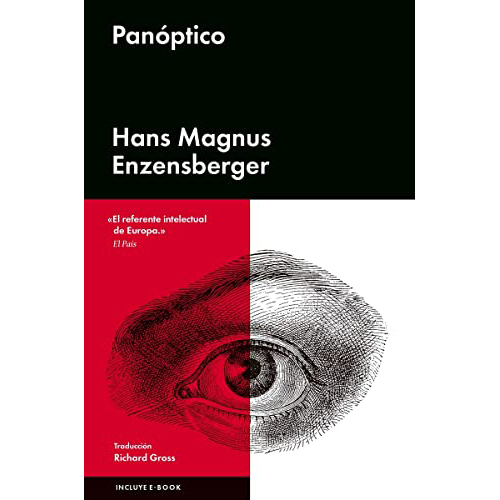 Panóptico
Hans Magnus
Enzensberger
«El referente intelectual
de Europa.»
El País
Traducción
Richard Gross
INCLUYE E-BOOK